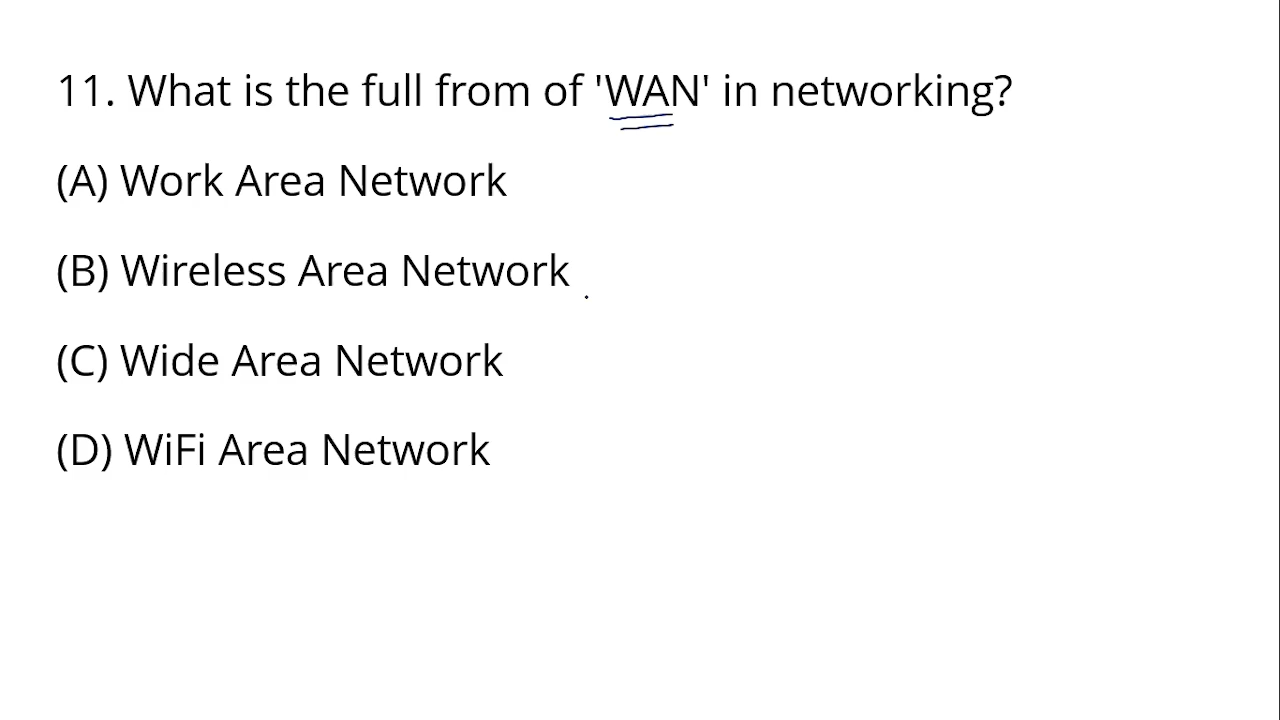 11. What is the full from of 'WAN' in networking?
(A) Work Area Network
(B) Wireless Area Network
(C) Wide Area Network
(D) WiFi Area Network